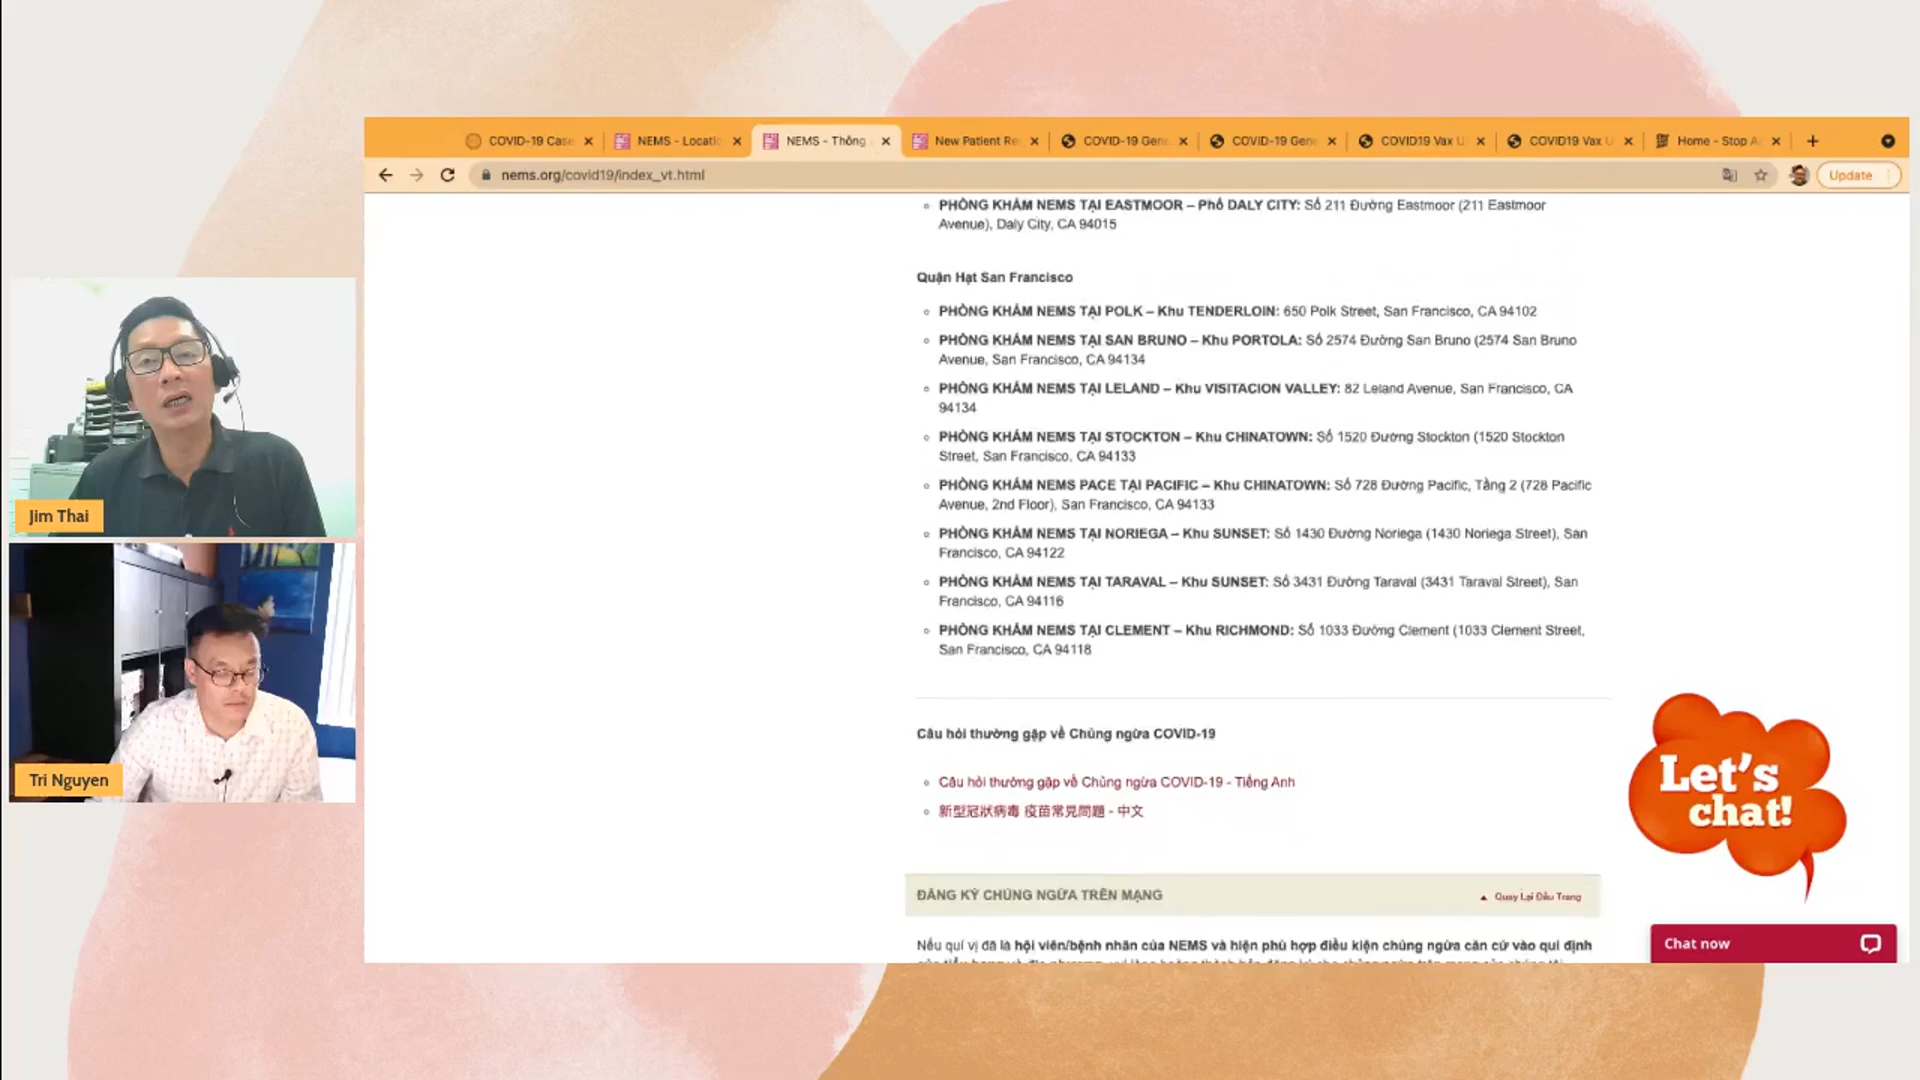 COVID-19 Case
NEMS - Locatic
NEMS - Thông
New Patient Re
COVID-19 Gene
COVID-19 Gene
COVID19 Vax U
COVID19 Vax U
Home - Stop A
nems.org/covid19/index_vt.html
Update
PHÒNG KHÁM NEMS TẠI EASTMOOR – Phố DALY CITY: Số 211 Đường Eastmoor (211 Eastmoor
Avenue), Daly City, CA 94015
Quận Hạt San Francisco
PHÒNG KHÁM NEMS TẠI POLK – Khu TENDERLOIN: 650 Polk Street, San Francisco, CA 94102
PHÒNG KHÁM NEMS TẠI SAN BRUNO – Khu PORTOLA: Số 2574 Đường San Bruno (2574 San Bruno
Avenue, San Francisco, CA 94134
PHÒNG KHÁM NEMS TẠI LELAND – Khu VISITACION VALLEY: 82 Leland Avenue, San Francisco, CA
94134
PHÒNG KHÁM NEMS TẠI STOCKTON – Khu CHINATOWN: Số 1520 Đường Stockton (1520 Stockton
Street, San Francisco, CA 94133
PHÒNG KHÁM NEMS PACE TẠI PACIFIC – Khu CHINATOWN: Số 728 Đường Pacific, Tầng 2 (728 Pacific
Avenue, 2nd Floor), San Francisco, CA 94133
PHÒNG KHÁM NEMS TẠI NORIEGA – Khu SUNSET: Số 1430 Đường Noriega (1430 Noriega Street), San
Francisco, CA 94122
PHÒNG KHÁM NEMS TẠI TARAVAL – Khu SUNSET: Số 3431 Đường Taraval (3431 Taraval Street), San
Francisco, CA 94116
PHÒNG KHÁM NEMS TẠI CLEMENT – Khu RICHMOND: Số 1033 Đường Clement (1033 Clement Street,
San Francisco, CA 94118
Câu hỏi thường gặp về Chủng ngừa COVID-19
Câu hỏi thường gặp về Chủng ngừa COVID-19 - Tiếng Anh
新型冠狀病毒 疫苗常見問題 - 中文
ĐĂNG KÝ CHỦNG NGỪA TRÊN MẠNG
Quay Lại Đầu Trang
Nếu quí vị đã là hội viên/bệnh nhân của NEMS và hiện phù hợp điều kiện chủng ngừa căn cứ vào qui định
Let's
chat!
Chat now
Jim Thai
Tri Nguyen